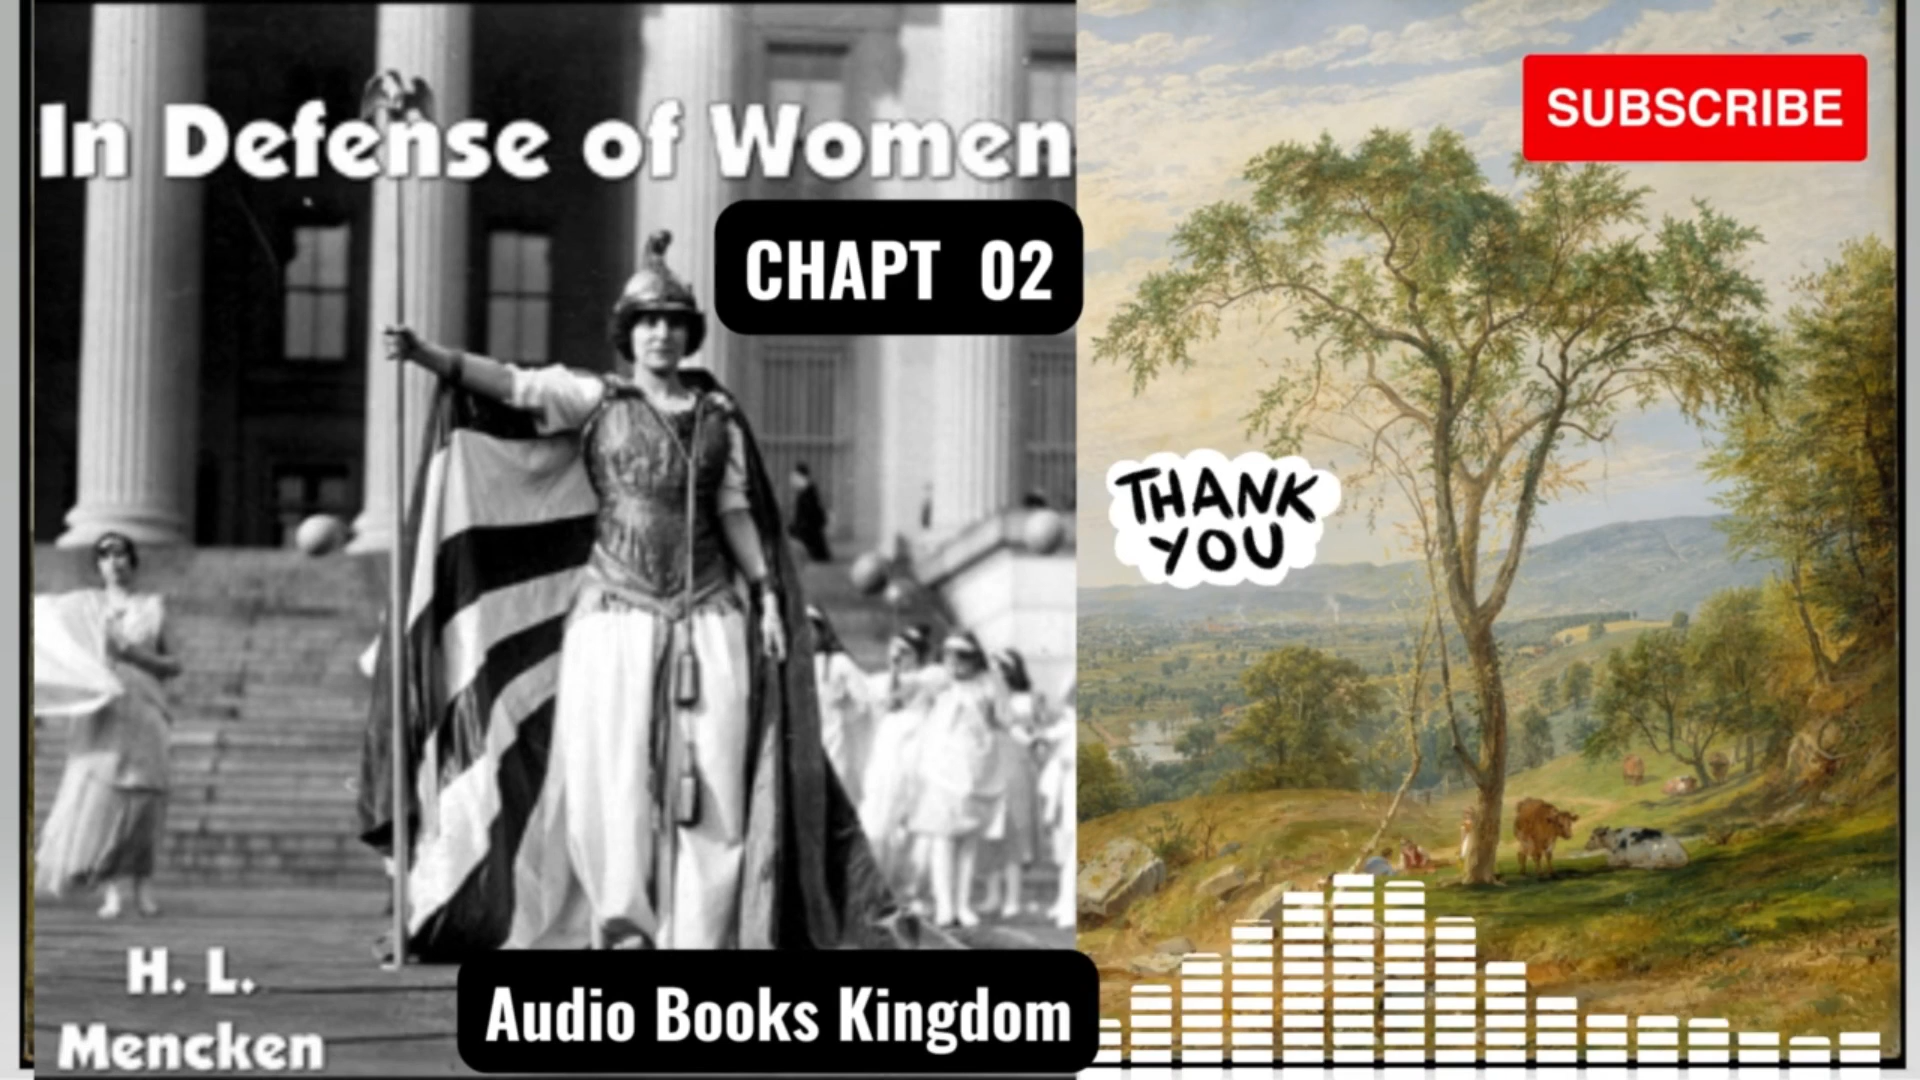 In Defense of Women
CHAPT 02
SUBSCRIBE
THANK
YOU
H. L.
Mencken
Audio Books Kingdom